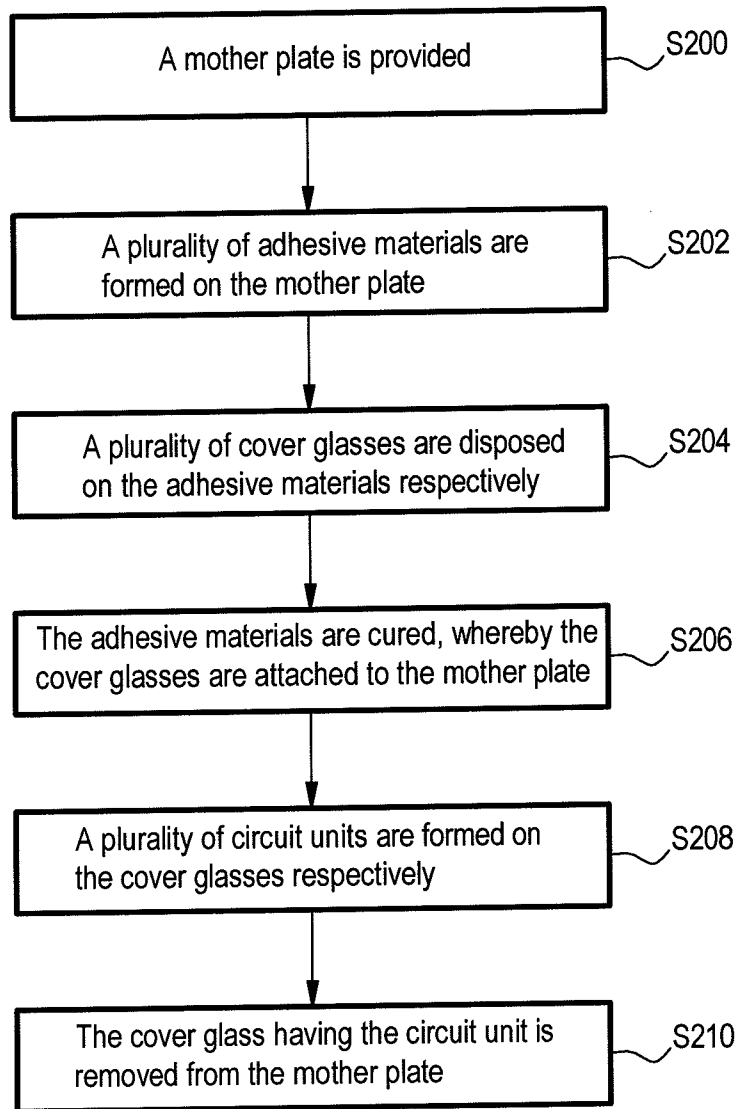 A mother plate is provided
S200
A plurality of adhesive materials are
formed on the mother plate
S202
A plurality of cover glasses are disposed
on the adhesive materials respectively
S204
The adhesive materials are cured, whereby the
cover glasses are attached to the mother plate
S206
A plurality of circuit units are formed on
the cover glasses respectively
S208
The cover glass having the circuit unit is
removed from the mother plate
S210